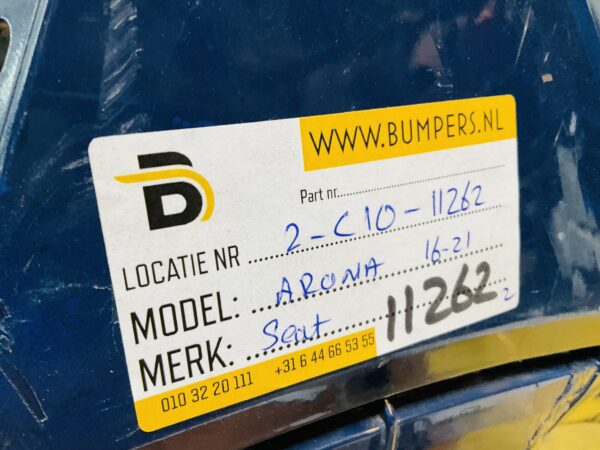 WWW.BUMPERS.NL
Part nr
LOCATIE NR 2-C10-11262
MODEL: ARONA 16-21
MERK: Seat 11262 2
010 32 20 111 +31 6 44 66 53 55